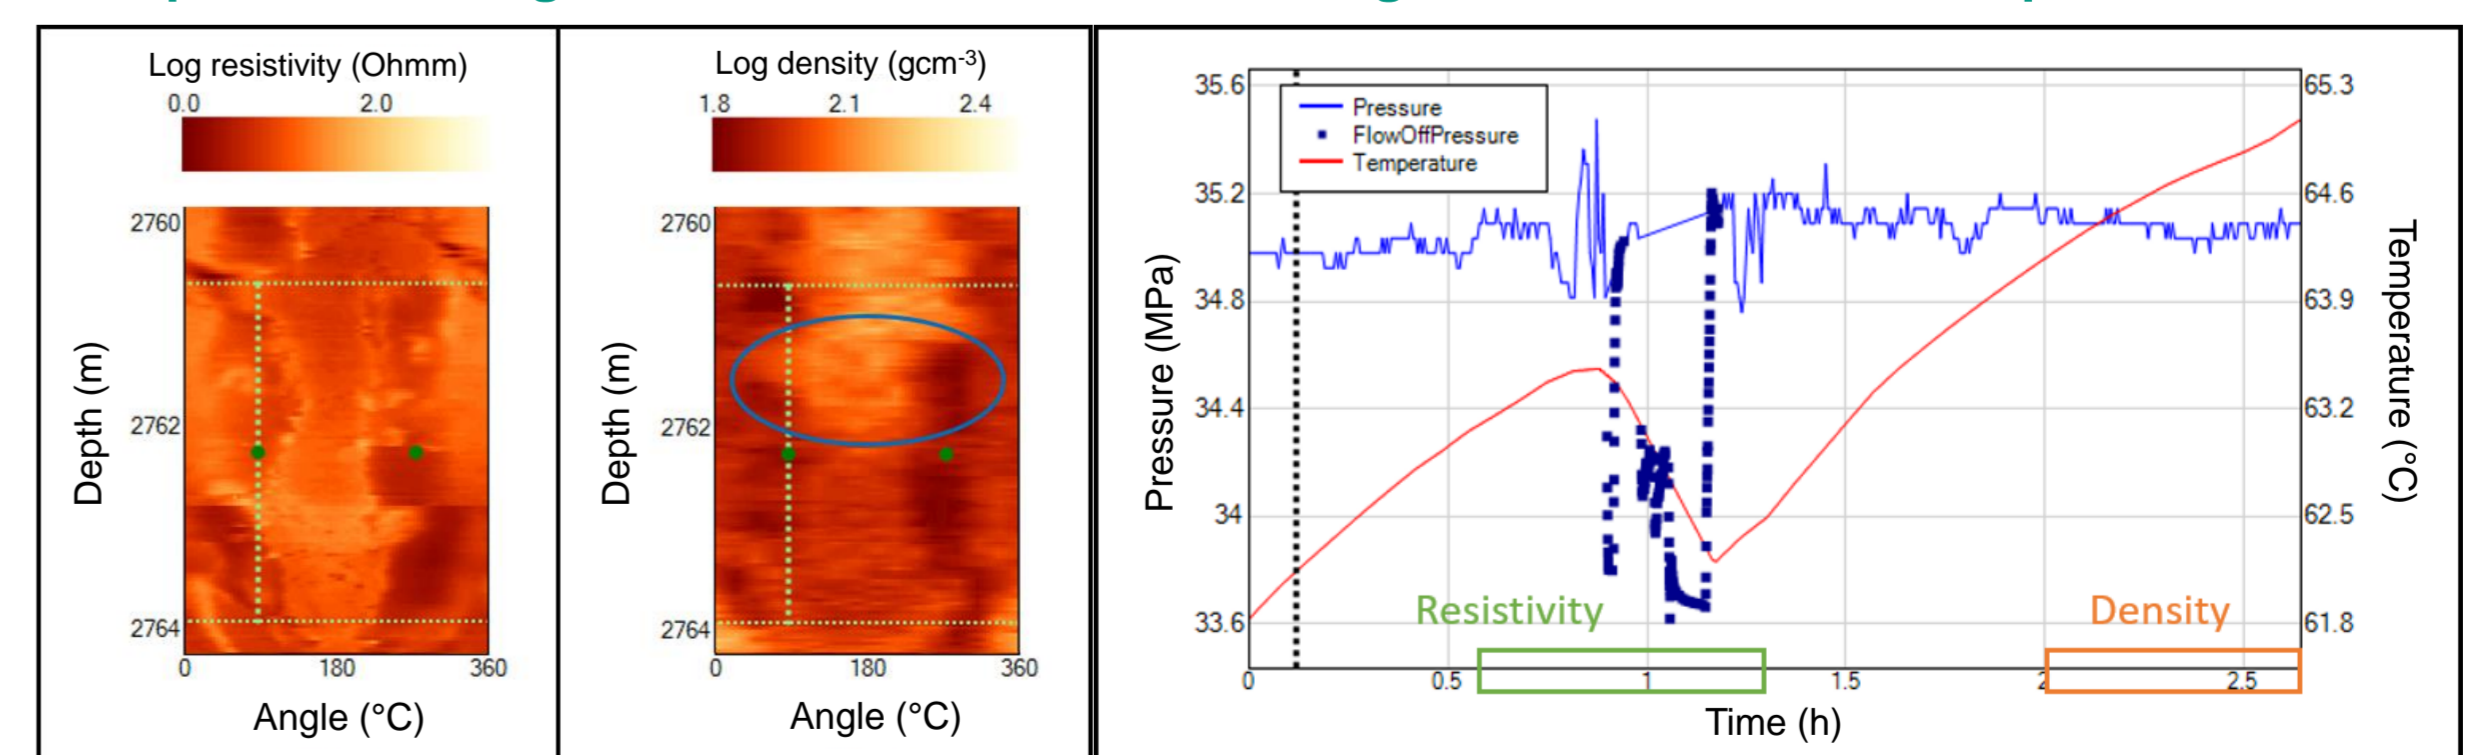 Log resistivity (Ohmm)
0.0 2.0
2760
2762
2764
0 180 360
Depth (m)
Angle (°C)
Log density (gcm-3)
1.8 2.1 2.4
2760
2762
2764
0 180 360
Depth (m)
Angle (°C)
Pressure
FlowOffPressure
Temperature
35.6
35.2
34.8
34.4
34
33.6
Pressure (MPa)
65.3
64.6
63.9
63.2
62.5
61.8
Temperature (°C)
Resistivity
Density
0 0.5 1 1.5 2 2.5
Time (h)